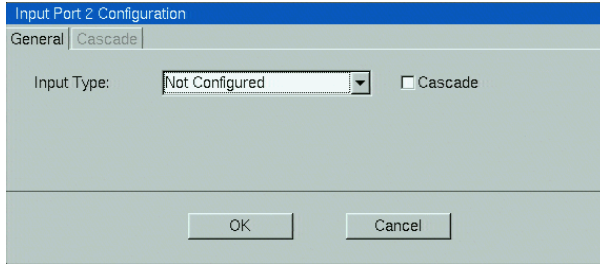 Input Port 2 Configuration
General Cascade
Input Type: Not Configured Cascade
OK Cancel